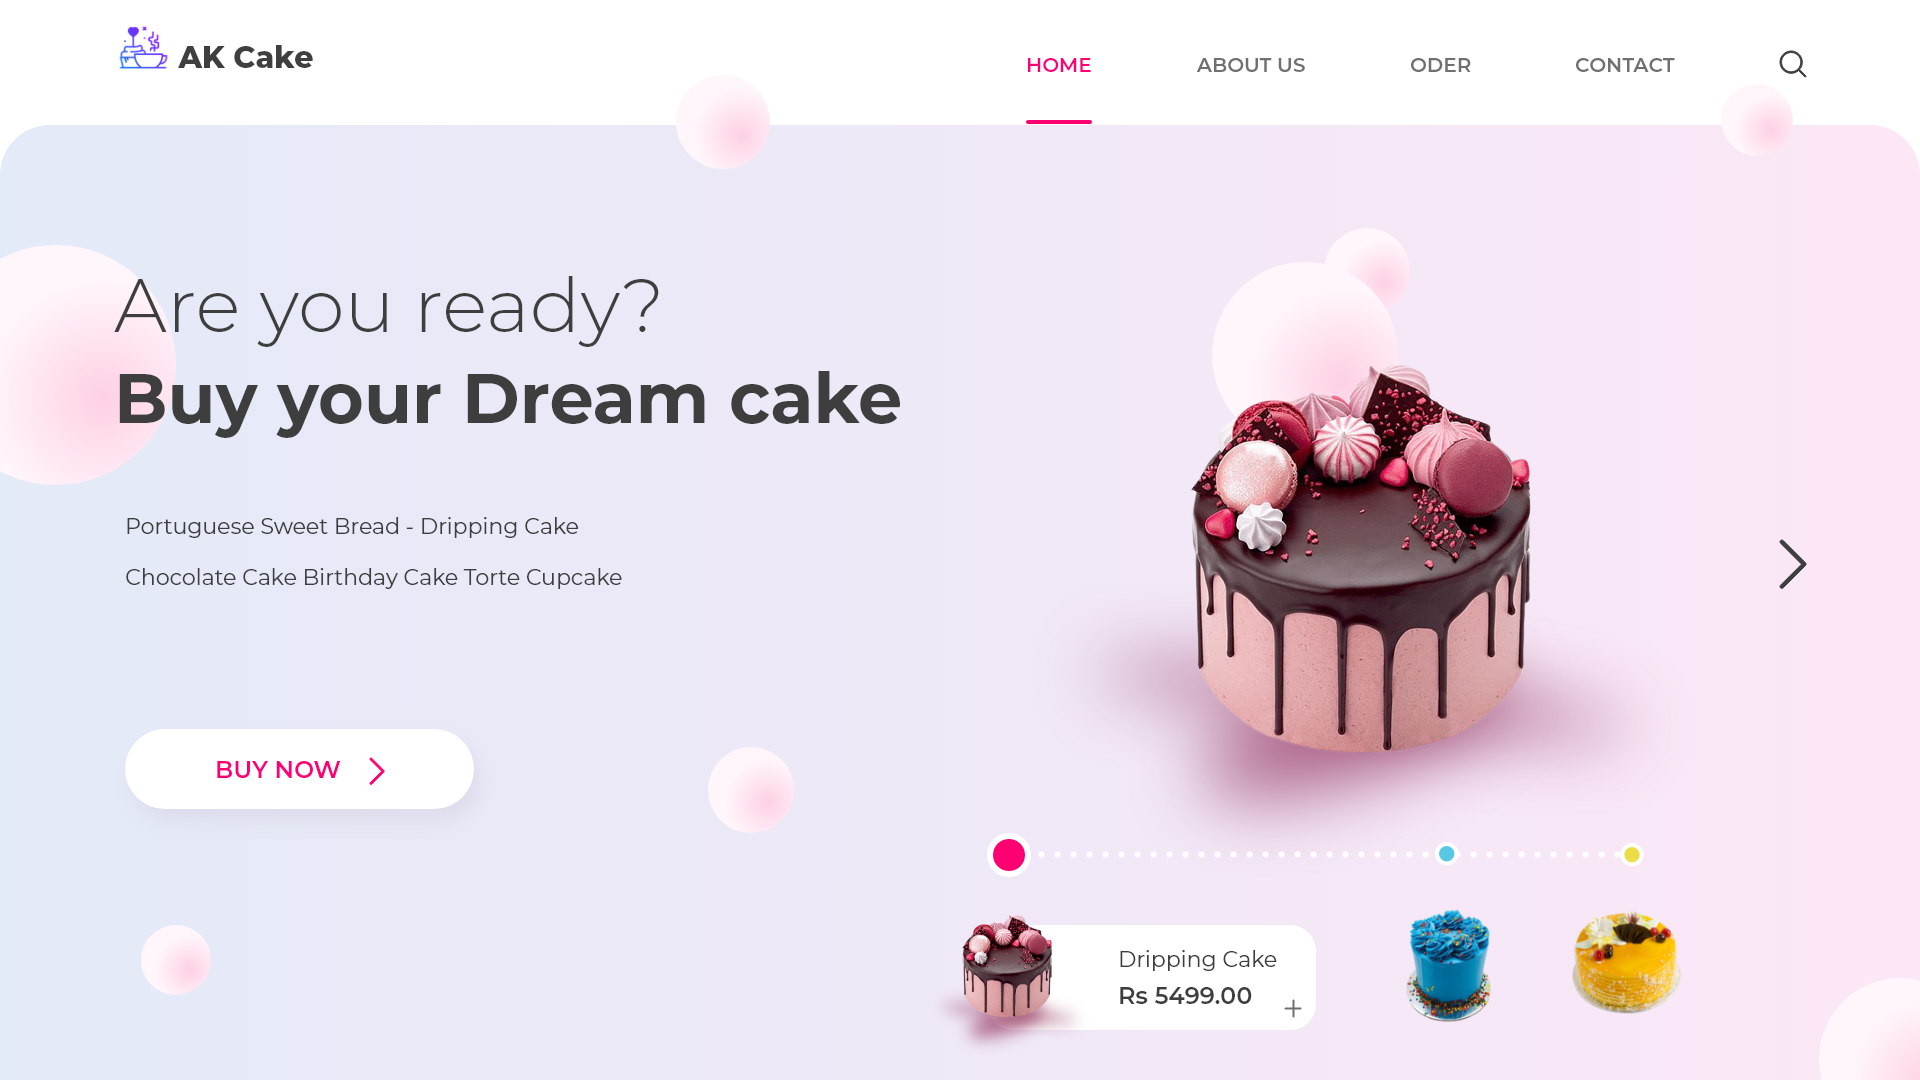 AK Cake
HOME
ABOUT US
ODER
CONTACT
Are you ready?
Buy your Dream cake
Portuguese Sweet Bread - Dripping Cake
Chocolate Cake Birthday Cake Torte Cupcake
BUY NOW
Dripping Cake
Rs 5499.00